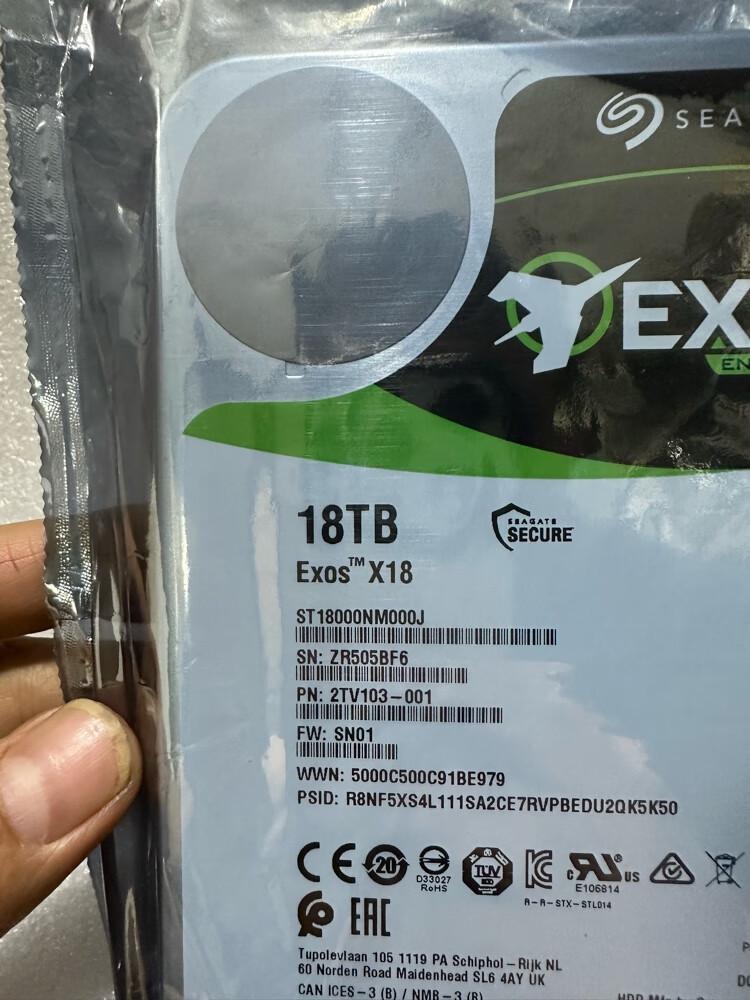 SEA
EX
EN
18TB
SEAGATE
SECURE
Exos™ X18
ST18000NM000J
SN: ZR505BF6
PN: 2TV103-001
FW: SN01
WWN: 5000C500C91BE979
PSID: R8NF5XS4L111SA2CE7RVPBEDU2QK5K50
CE
20
D33027
RoHS
TÜV
c RU® US
E106814
R-R-STX-STL014
EAC
Tupolevlaan 105 1119 PA Schiphol-Rijk NL
60 Norden Road Maidenhead SL6 4AY UK
CAN ICES-3 (B) / NMB-3 (B)